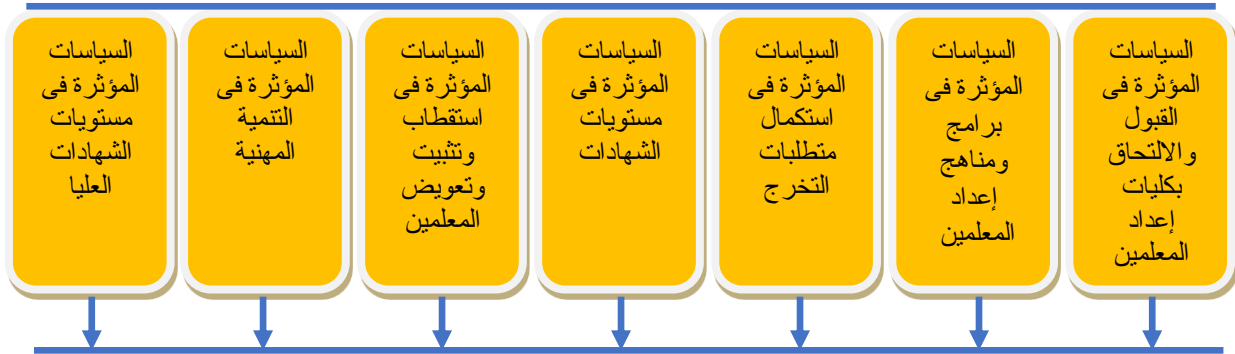 السياسات
المؤثرة فى
القبول
والالتحاق
بكليات
إعداد
المعلمين
السياسات
المؤثرة فى
برامج
ومناهج
إعداد
المعلمين
السياسات
المؤثرة فى
استكمال
متطلبات
التخرج
السياسات
المؤثرة فى
مستويات
الشهادات
السياسات
المؤثرة فى
استقطاب
وتثبيت
وتعويض
المعلمين
السياسات
المؤثرة فى
التنمية
المهنية
السياسات
المؤثرة فى
مستويات
الشهادات
العليا